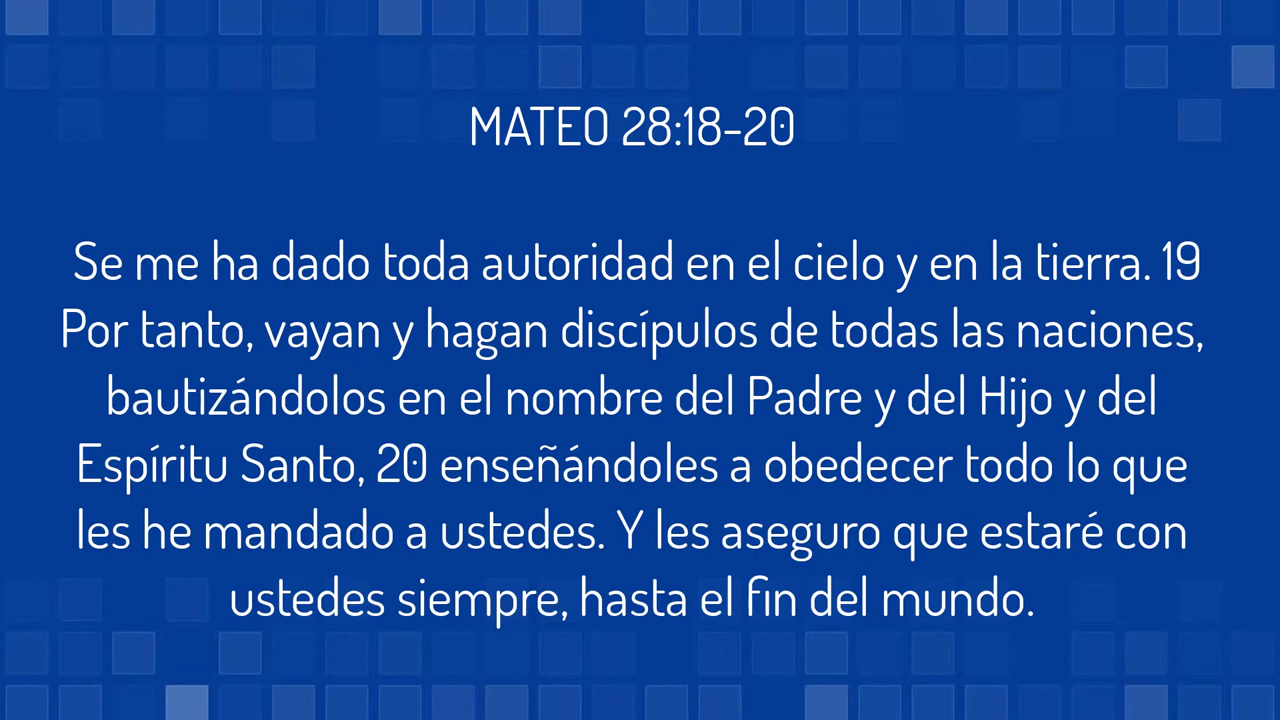 MATEO 28:18-20
Se me ha dado toda autoridad en el cielo y en la tierra. 19
Por tanto, vayan y hagan discípulos de todas las naciones,
bautizándolos en el nombre del Padre y del Hijo y del
Espíritu Santo, 20 enseñándoles a obedecer todo lo que
les he mandado a ustedes. Y les aseguro que estaré con
ustedes siempre, hasta el fin del mundo.